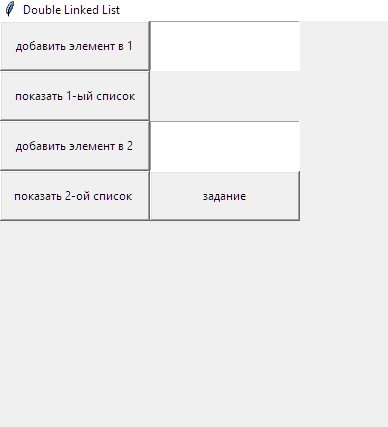 Double Linked List
добавить элемент в 1
показать 1-ый список
добавить элемент в 2
показать 2-ой список
задание